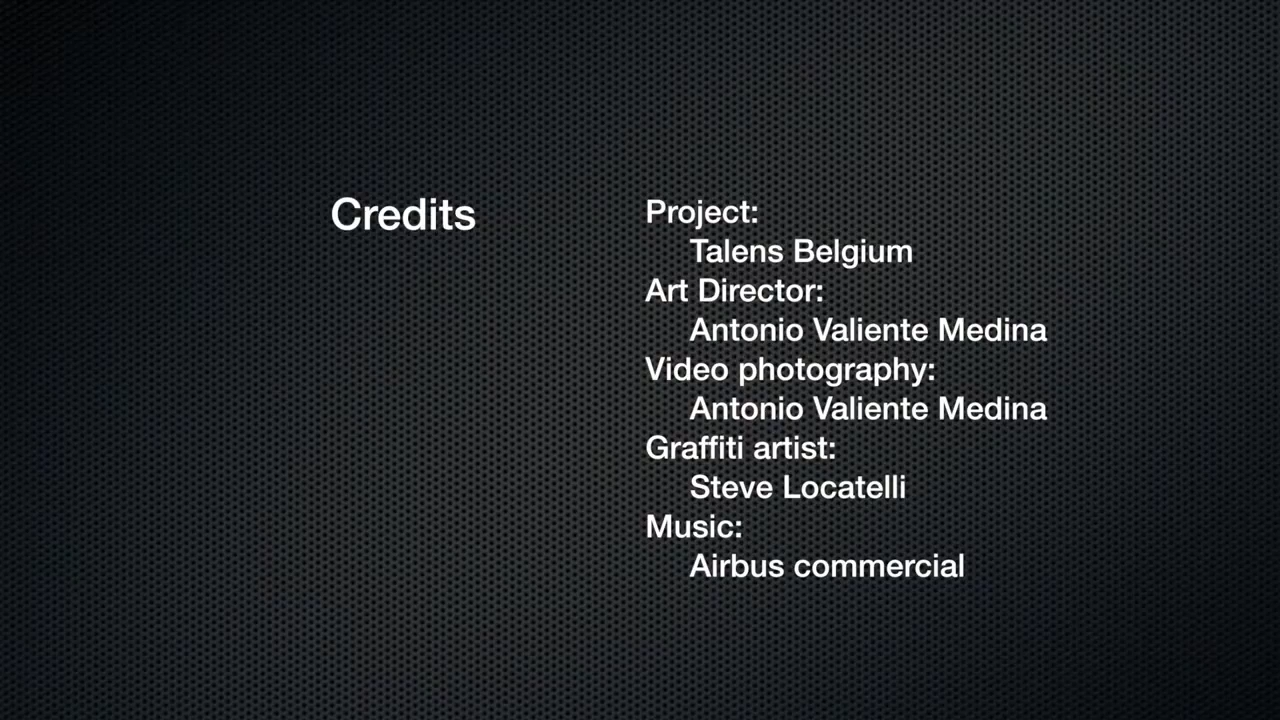 Credits
Project:
Talens Belgium
Art Director:
Antonio Valiente Medina
Video photography:
Antonio Valiente Medina
Graffiti artist:
Steve Locatelli
Music:
Airbus commercial